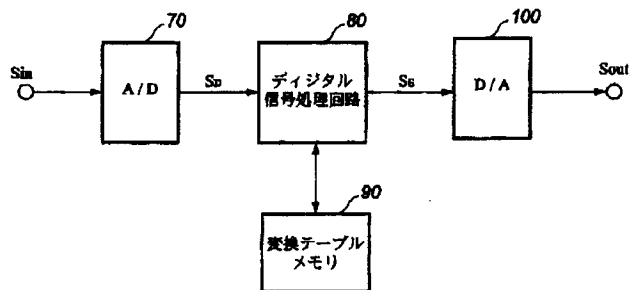 70
80
100
Sin
A/D
SD
ディジタル
信号処理回路
SG
D/A
Sout
90
変換テーブル
メモリ